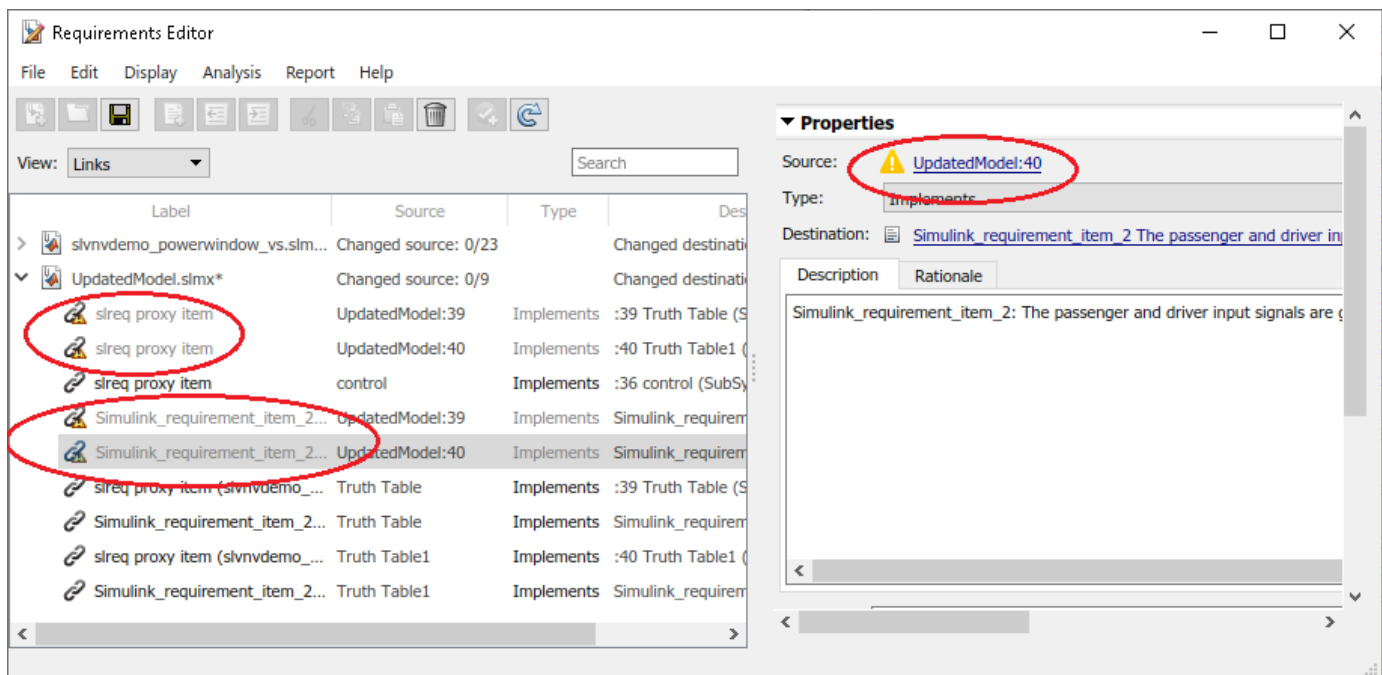 Requirements Editor
File Edit Display Analysis Report Help
View: Links Search
Label Source Type Des
slvnvdemo_powerwindow_vs.slm... Changed source: 0/23 Changed destinati
UpdatedModel.slmx* Changed source: 0/9 Changed destinati
slreq proxy item UpdatedModel:39 Implements :39 Truth Table (S
slreq proxy item UpdatedModel:40 Implements :40 Truth Table1 (
slreq proxy item control Implements :36 control (SubSy
Simulink_requirement_item_2... UpdatedModel:39 Implements Simulink_requirem
Simulink_requirement_item_2... UpdatedModel:40 Implements Simulink_requirem
slreq proxy item (slvnvdemo_... Truth Table Implements :39 Truth Table (S
Simulink_requirement_item_2... Truth Table Implements Simulink_requirem
slreq proxy item (slvnvdemo_... Truth Table1 Implements :40 Truth Table1 (
Simulink_requirement_item_2... Truth Table1 Implements Simulink_requirem
Properties
Source: UpdatedModel:40
Type: Implements
Destination: Simulink_requirement_item_2 The passenger and driver in
Description Rationale
Simulink_requirement_item_2: The passenger and driver input signals are g